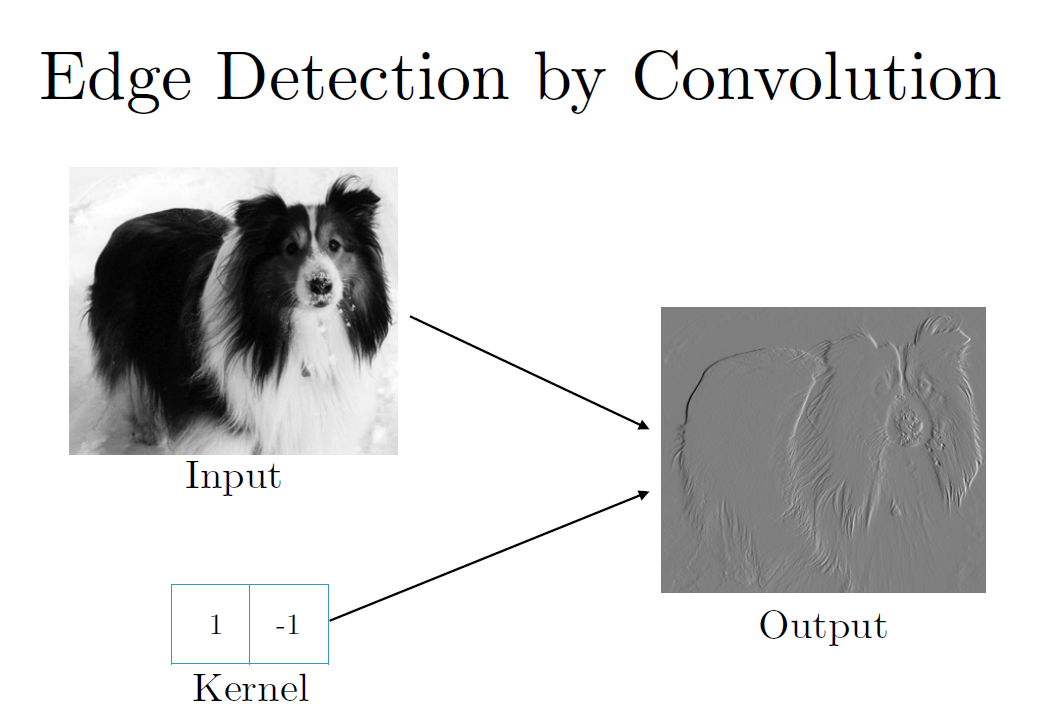 Edge Detection by Convolution
Input
1 -1
Kernel
Output